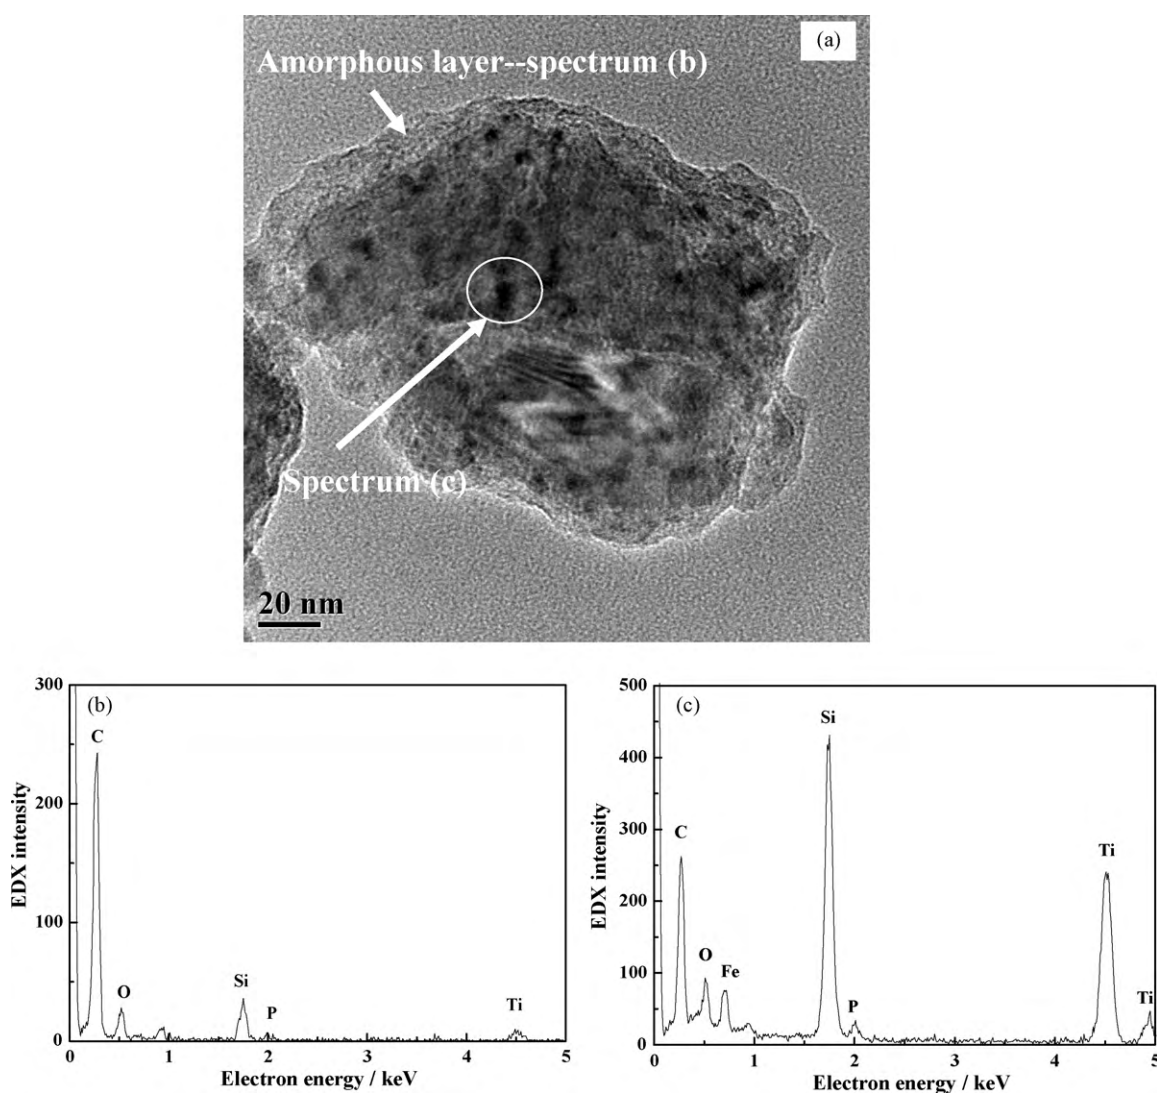 (a)
Amorphous layer--spectrum (b)
Spectrum (c)
20 nm
(b)
300
200
100
0
C
O
Si
P
Ti
0 1 2 3 4 5
EDX intensity
Electron energy / keV
(c)
500
400
300
200
100
0
C
O
Fe
Si
P
Ti
Ti
0 1 2 3 4 5
EDX intensity
Electron energy / keV